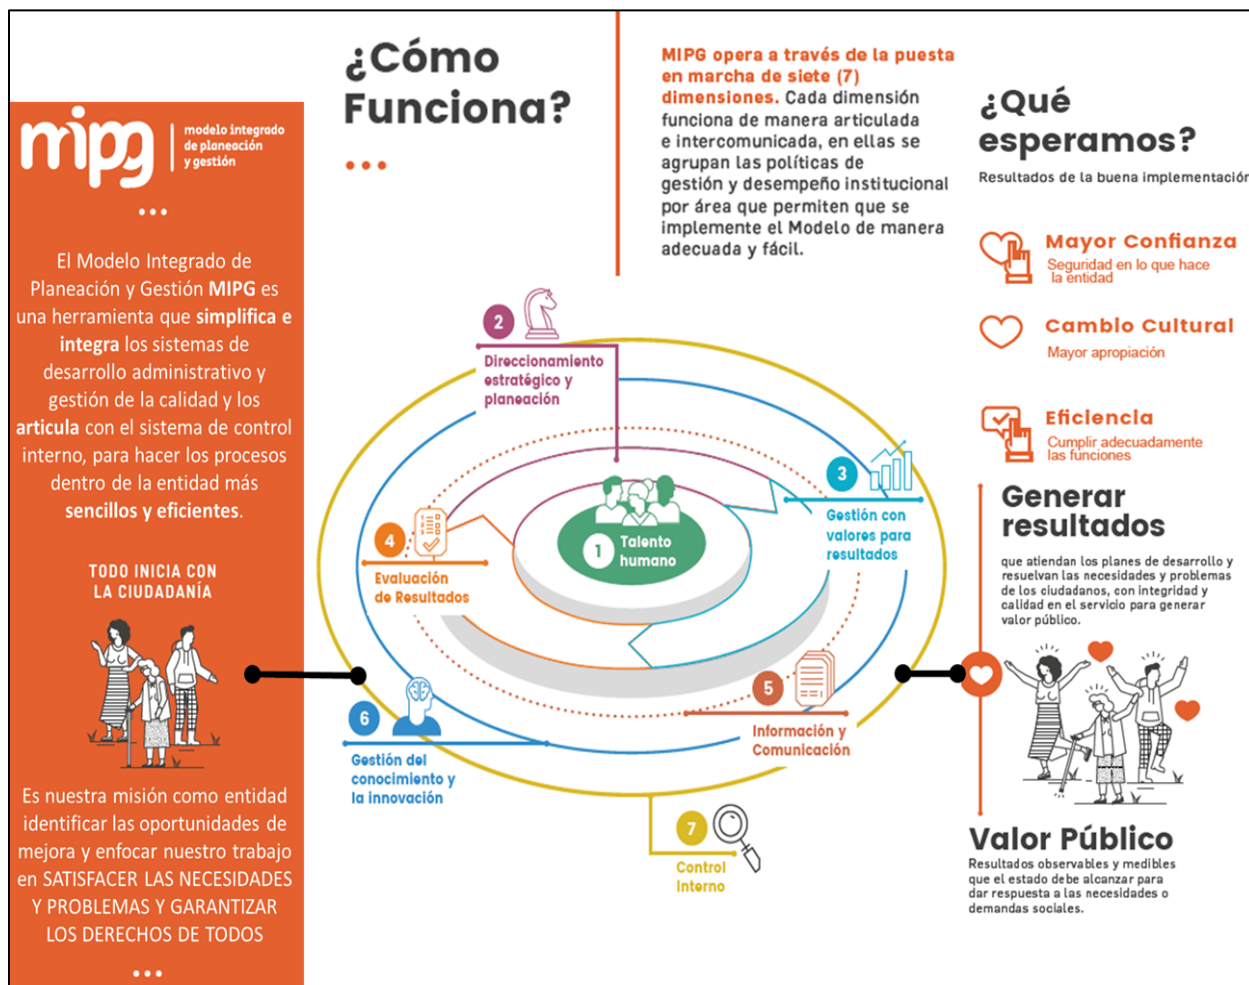 mipg
modelo integrado
de planeación
y gestión
El Modelo Integrado de
Planeación y Gestión MIPG es
una herramienta que simplifica e
integra los sistemas de
desarrollo administrativo y
gestión de la calidad y los
articula con el sistema de control
interno, para hacer los procesos
dentro de la entidad más
sencillos y eficientes.
TODO INICIA CON
LA CIUDADANÍA
Es nuestra misión como entidad
identificar las oportunidades de
mejora y enfocar nuestro trabajo
en SATISFACER LAS NECESIDADES
Y PROBLEMAS Y GARANTIZAR
LOS DERECHOS DE TODOS
¿Cómo
Funciona?
MIPG opera a través de la puesta
en marcha de siete (7)
dimensiones. Cada dimensión
funciona de manera articulada
e intercomunicada, en ellas se
agrupan las políticas de
gestión y desempeño institucional
por área que permiten que se
implemente el Modelo de manera
adecuada y fácil.
2
Direccionamiento
estratégico y
planeación
3
Gestión con
valores para
resultados
1
Talento
humano
4
Evaluación
de Resultados
5
Información y
Comunicación
6
Gestión del
conocimiento y
la innovación
7
Control
Interno
¿Qué
esperamos?
Resultados de la buena implementación
Mayor Confianza
Seguridad en lo que hace
la entidad
Cambio Cultural
Mayor apropiación
Eficiencia
Cumplir adecuadamente
las funciones
Generar
resultados
que atiendan los planes de desarrollo y
resuelvan las necesidades y problemas
de los ciudadanos, con integridad y
calidad en el servicio para generar
valor público.
Valor Público
Resultados observables y medibles
que el estado debe alcanzar para
dar respuesta a las necesidades o
demandas sociales.